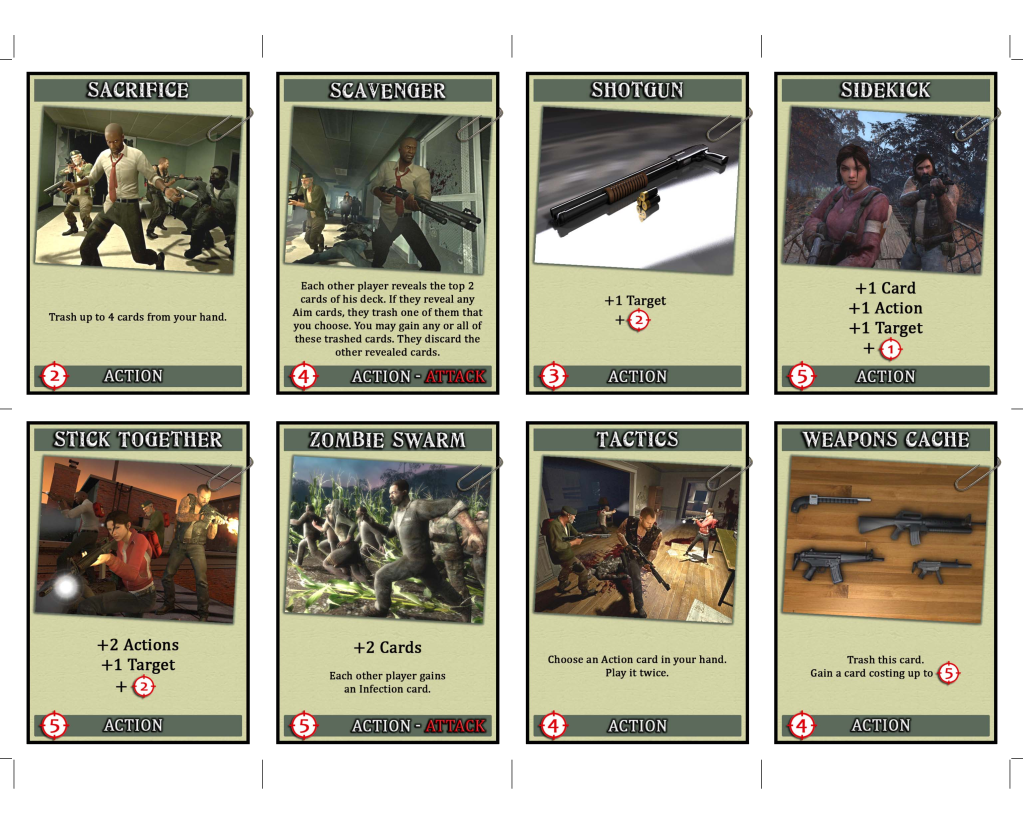 SACRIFICE
Trash up to 4 cards from your hand.
2 ACTION
SCAVENGER
Each other player reveals the top 2
cards of his deck. If they reveal any
Aim cards, they trash one of them that
you choose. You may gain any or all of
these trashed cards. They discard the
other revealed cards.
4 ACTION - ATTACK
SHOTGUN
+1 Target
+ 2
3 ACTION
SIDEKICK
+1 Card
+1 Action
+1 Target
+ 1
5 ACTION
STICK TOGETHER
+2 Actions
+1 Target
+ 2
5 ACTION
ZOMBIE SWARM
+2 Cards
Each other player gains
an Infection card.
5 ACTION - ATTACK
TACTICS
Choose an Action card in your hand.
Play it twice.
4 ACTION
WEAPONS CACHE
Trash this card.
Gain a card costing up to 5
4 ACTION